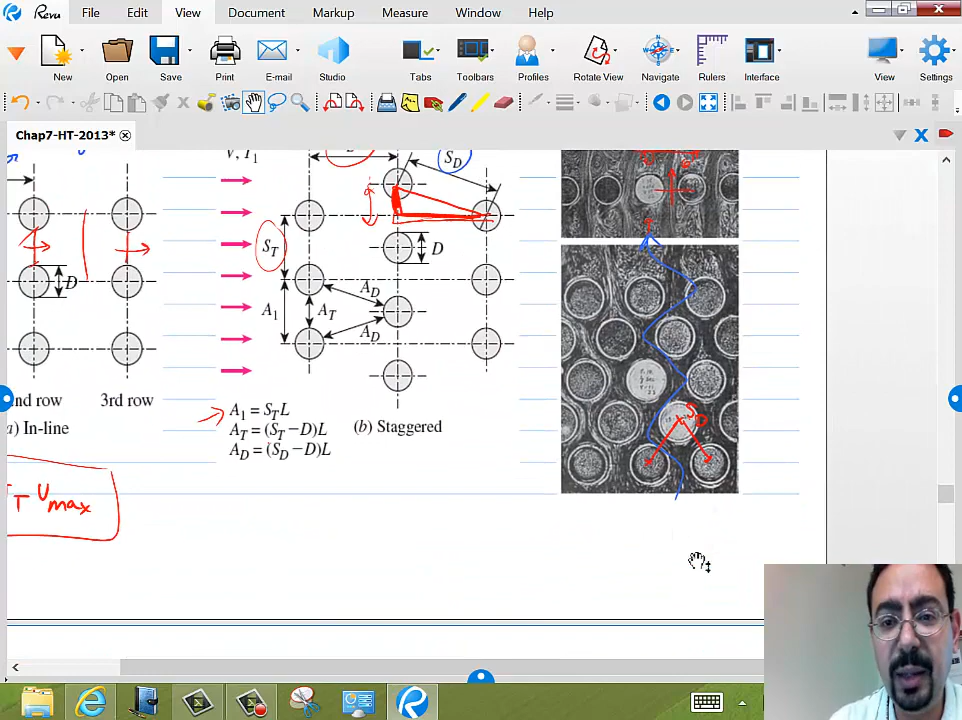 Revu File Edit View Document Markup Measure Window Help
New Open Save Print E-mail Studio Tabs Toolbars Profiles Rotate View Navigate Rulers Interface View Settings
Chap7-HT-2013*
V, T1
SD
ST
D
D
A1
AT
AD
AD
2nd row 3rd row
a) In-line
A1 = STL
AT = (ST − D)L
AD = (SD − D)L
(b) Staggered
SD
T Umax